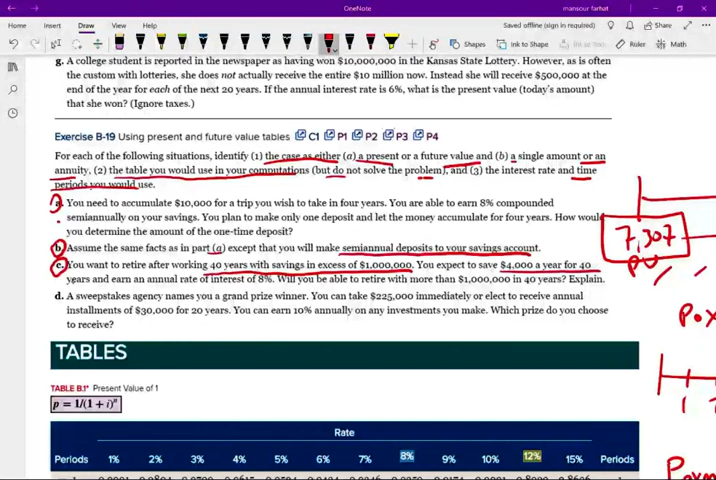 OneNote
mansour farhat
Home Insert Draw View Help
Saved offline (sign in required)
Share
Shapes
Ink to Shape
Ink to Text
Ruler
Math
g. A college student is reported in the newspaper as having won $10,000,000 in the Kansas State Lottery. However, as is often
the custom with lotteries, she does not actually receive the entire $10 million now. Instead she will receive $500,000 at the
end of the year for each of the next 20 years. If the annual interest rate is 6%, what is the present value (today's amount)
that she won? (Ignore taxes.)
Exercise B-19 Using present and future value tables C1 P1 P2 P3 P4
For each of the following situations, identify (1) the case as either (a) a present or a future value and (b) a single amount or an
annuity, (2) the table you would use in your computations (but do not solve the problem), and (3) the interest rate and time
periods you would use.
a. You need to accumulate $10,000 for a trip you wish to take in four years. You are able to earn 8% compounded
semiannually on your savings. You plan to make only one deposit and let the money accumulate for four years. How would
you determine the amount of the one-time deposit?
b. Assume the same facts as in part (a) except that you will make semiannual deposits to your savings account.
c. You want to retire after working 40 years with savings in excess of $1,000,000. You expect to save $4,000 a year for 40
years and earn an annual rate of interest of 8%. Will you be able to retire with more than $1,000,000 in 40 years? Explain.
d. A sweepstakes agency names you a grand prize winner. You can take $225,000 immediately or elect to receive annual
installments of $30,000 for 20 years. You can earn 10% annually on any investments you make. Which prize do you choose
to receive?
7,307
PV
TABLES
TABLE B.1* Present Value of 1
p = 1/(1 + i)ⁿ
Rate
Periods 1% 2% 3% 4% 5% 6% 7% 8% 9% 10% 12% 15% Periods